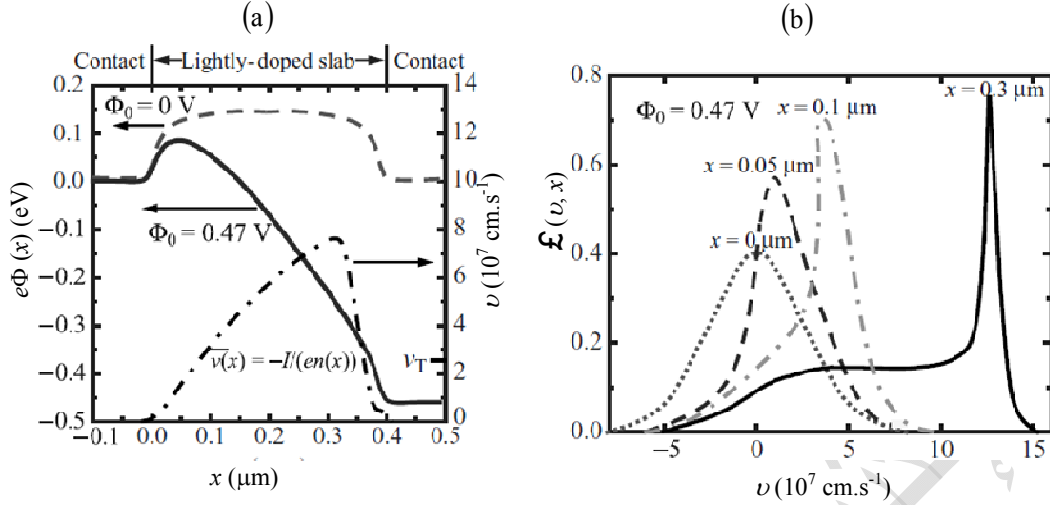 (a)
Contact
Lightly-doped slab
Contact
0.2
0.1
0.0
−0.1
−0.2
−0.3
−0.4
−0.5
eΦ (x) (eV)
Φ₀ = 0 V
Φ₀ = 0.47 V
v̅(x) = −I/(en(x))
v_T
14
12
10
8
6
4
2
0
υ (10⁷ cm.s⁻¹)
−0.1 0.0 0.1 0.2 0.3 0.4 0.5
x (μm)
(b)
0.8
0.6
0.4
0.2
0.0
£ (υ, x)
Φ₀ = 0.47 V
x = 0.3 μm
x = 0.1 μm
x = 0.05 μm
x = 0 μm
−5 0 5 10 15
υ (10⁷ cm.s⁻¹)